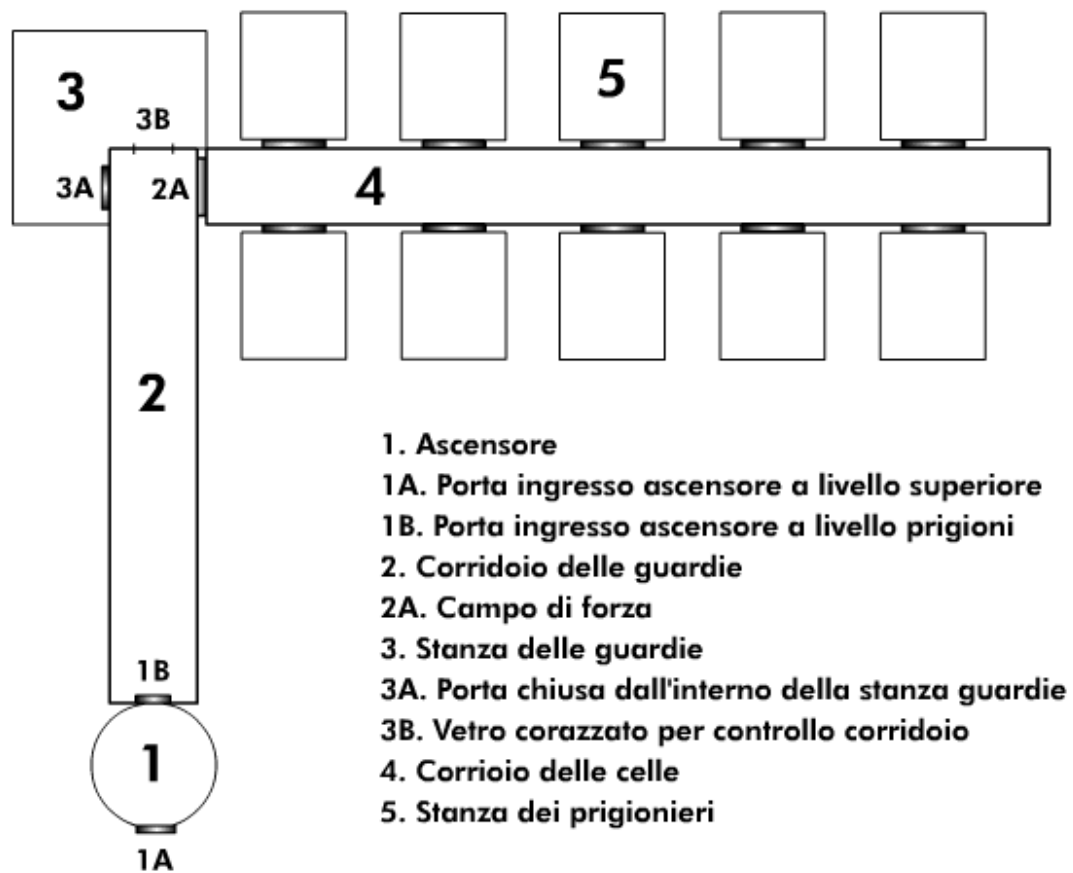 3
5
3B
3A
2A
4
2
1. Ascensore
1A. Porta ingresso ascensore a livello superiore
1B. Porta ingresso ascensore a livello prigioni
2. Corridoio delle guardie
2A. Campo di forza
3. Stanza delle guardie
3A. Porta chiusa dall'interno della stanza guardie
3B. Vetro corazzato per controllo corridoio
4. Corrioio delle celle
5. Stanza dei prigionieri
1B
1
1A